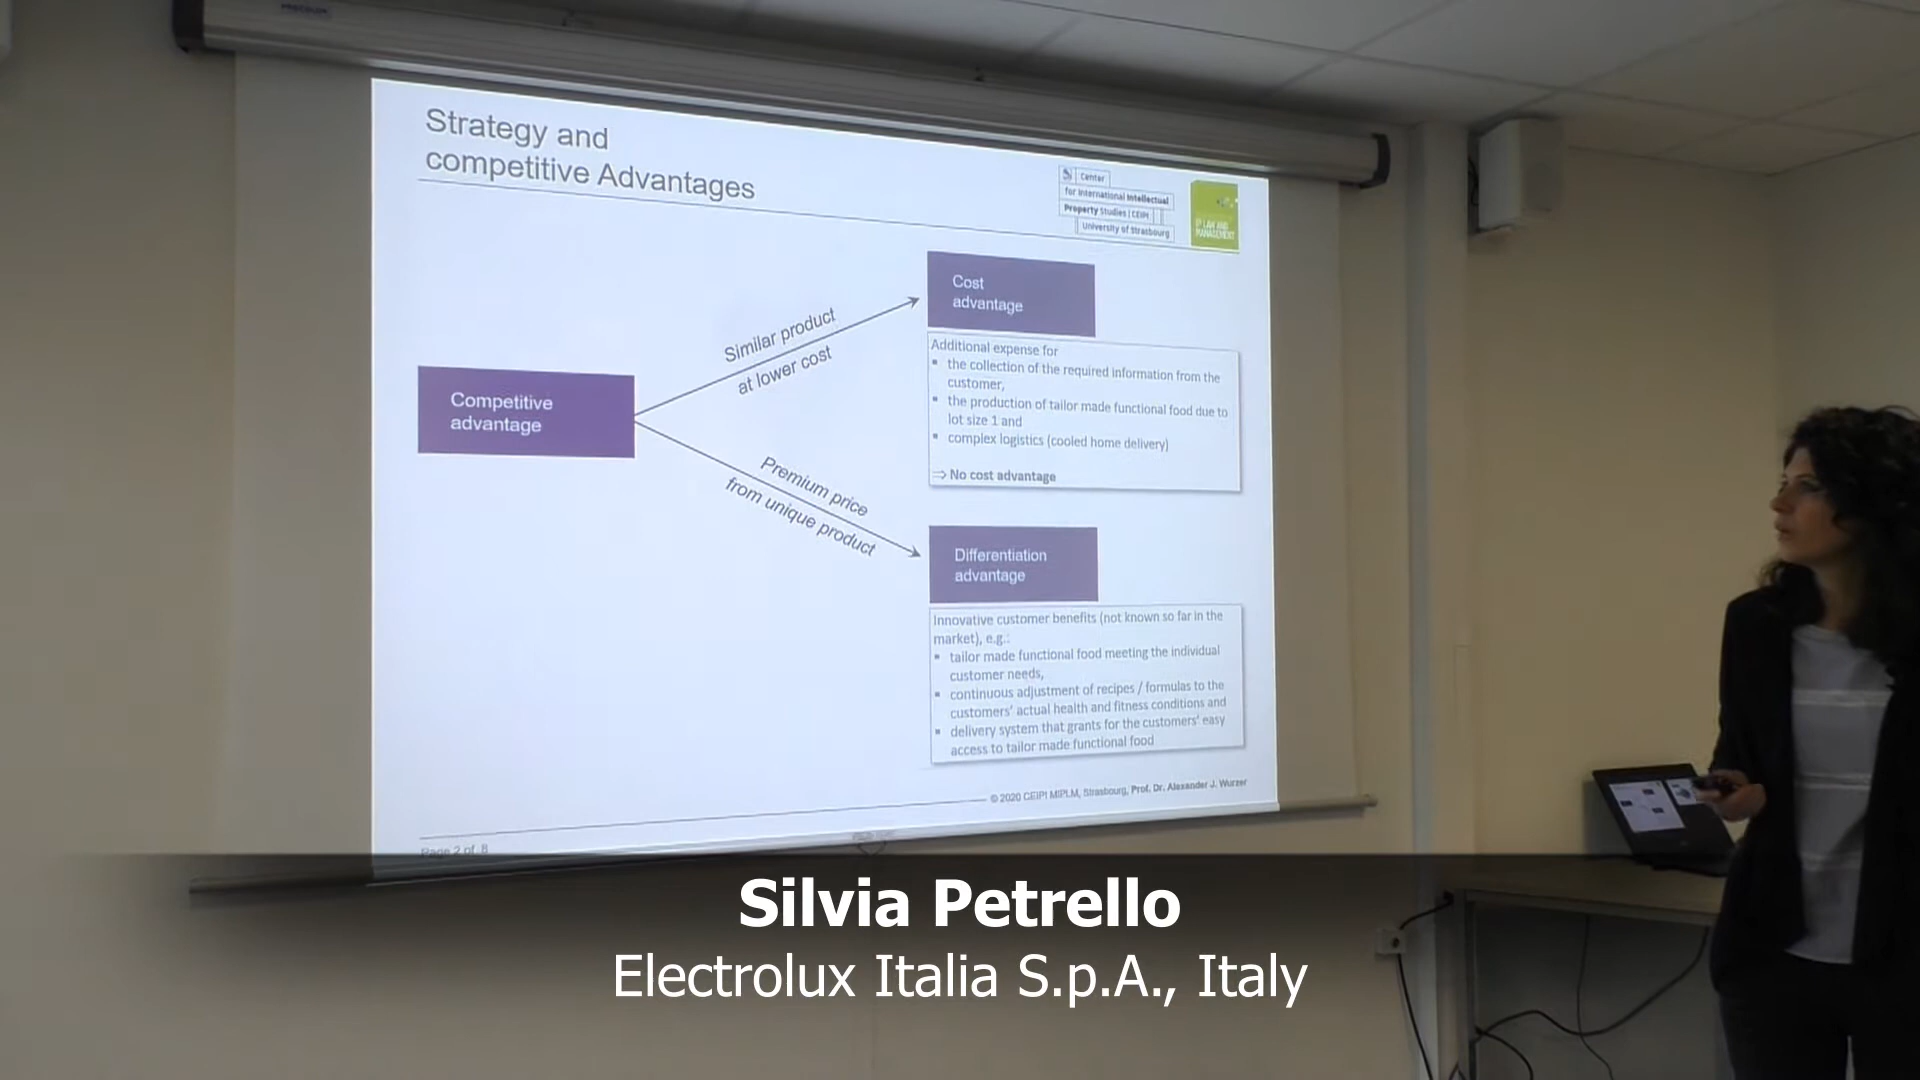 Strategy and
competitive Advantages
Center
for International Intellectual
Property Studies | CEIPI
University of Strasbourg
IP LAW AND
MANAGEMENT
Competitive
advantage
Similar product
at lower cost
Premium price
from unique product
Cost
advantage
Additional expense for
▪ the collection of the required information from the
customer,
▪ the production of tailor made functional food due to
lot size 1 and
▪ complex logistics (cooled home delivery)
⇒ No cost advantage
Differentiation
advantage
Innovative customer benefits (not known so far in the
market), e.g.:
▪ tailor made functional food meeting the individual
customer needs,
▪ continuous adjustment of recipes / formulas to the
customers' actual health and fitness conditions and
▪ delivery system that grants for the customers' easy
access to tailor made functional food
© 2020 CEIPI MIPLM, Strasbourg, Prof. Dr. Alexander J. Wurzer
Page 2 of 8
Silvia Petrello
Electrolux Italia S.p.A., Italy